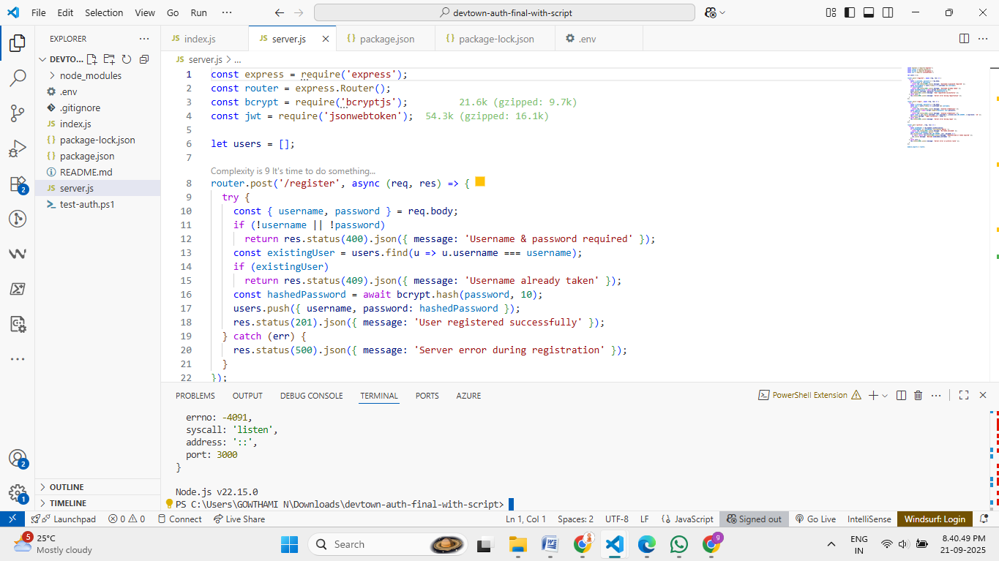 File Edit Selection View Go Run ··· devtown-auth-final-with-script
EXPLORER ···
DEVTO...
node_modules
.env
.gitignore
JS index.js
{} package-lock.json
{} package.json
README.md
JS server.js
test-auth.ps1
OUTLINE
TIMELINE
2
2
1
JS index.js JS server.js {} package.json {} package-lock.json .env
JS server.js > ...
1 const express = require('express');
2 const router = express.Router();
3 const bcrypt = require('bcryptjs'); 21.6k (gzipped: 9.7k)
4 const jwt = require('jsonwebtoken'); 54.3k (gzipped: 16.1k)
5
6 let users = [];
7
Complexity is 9 It's time to do something...
8 router.post('/register', async (req, res) => {
9 try {
10 const { username, password } = req.body;
11 if (!username || !password)
12 return res.status(400).json({ message: 'Username & password required' });
13 const existingUser = users.find(u => u.username === username);
14 if (existingUser)
15 return res.status(409).json({ message: 'Username already taken' });
16 const hashedPassword = await bcrypt.hash(password, 10);
17 users.push({ username, password: hashedPassword });
18 res.status(201).json({ message: 'User registered successfully' });
19 } catch (err) {
20 res.status(500).json({ message: 'Server error during registration' });
21 }
22 });
PROBLEMS OUTPUT DEBUG CONSOLE TERMINAL PORTS AZURE PowerShell Extension
errno: -4091,
syscall: 'listen',
address: '::',
port: 3000
}
Node.js v22.15.0
PS C:\Users\GOWTHAMI N\Downloads\devtown-auth-final-with-script>
Launchpad 0 0 Connect Live Share Ln 1, Col 1 Spaces: 2 UTF-8 LF {} JavaScript Signed out Go Live IntelliSense Windsurf: Login
5 25°C
Mostly cloudy
Search
g
ENG
IN
8.40.49 PM
21-09-2025